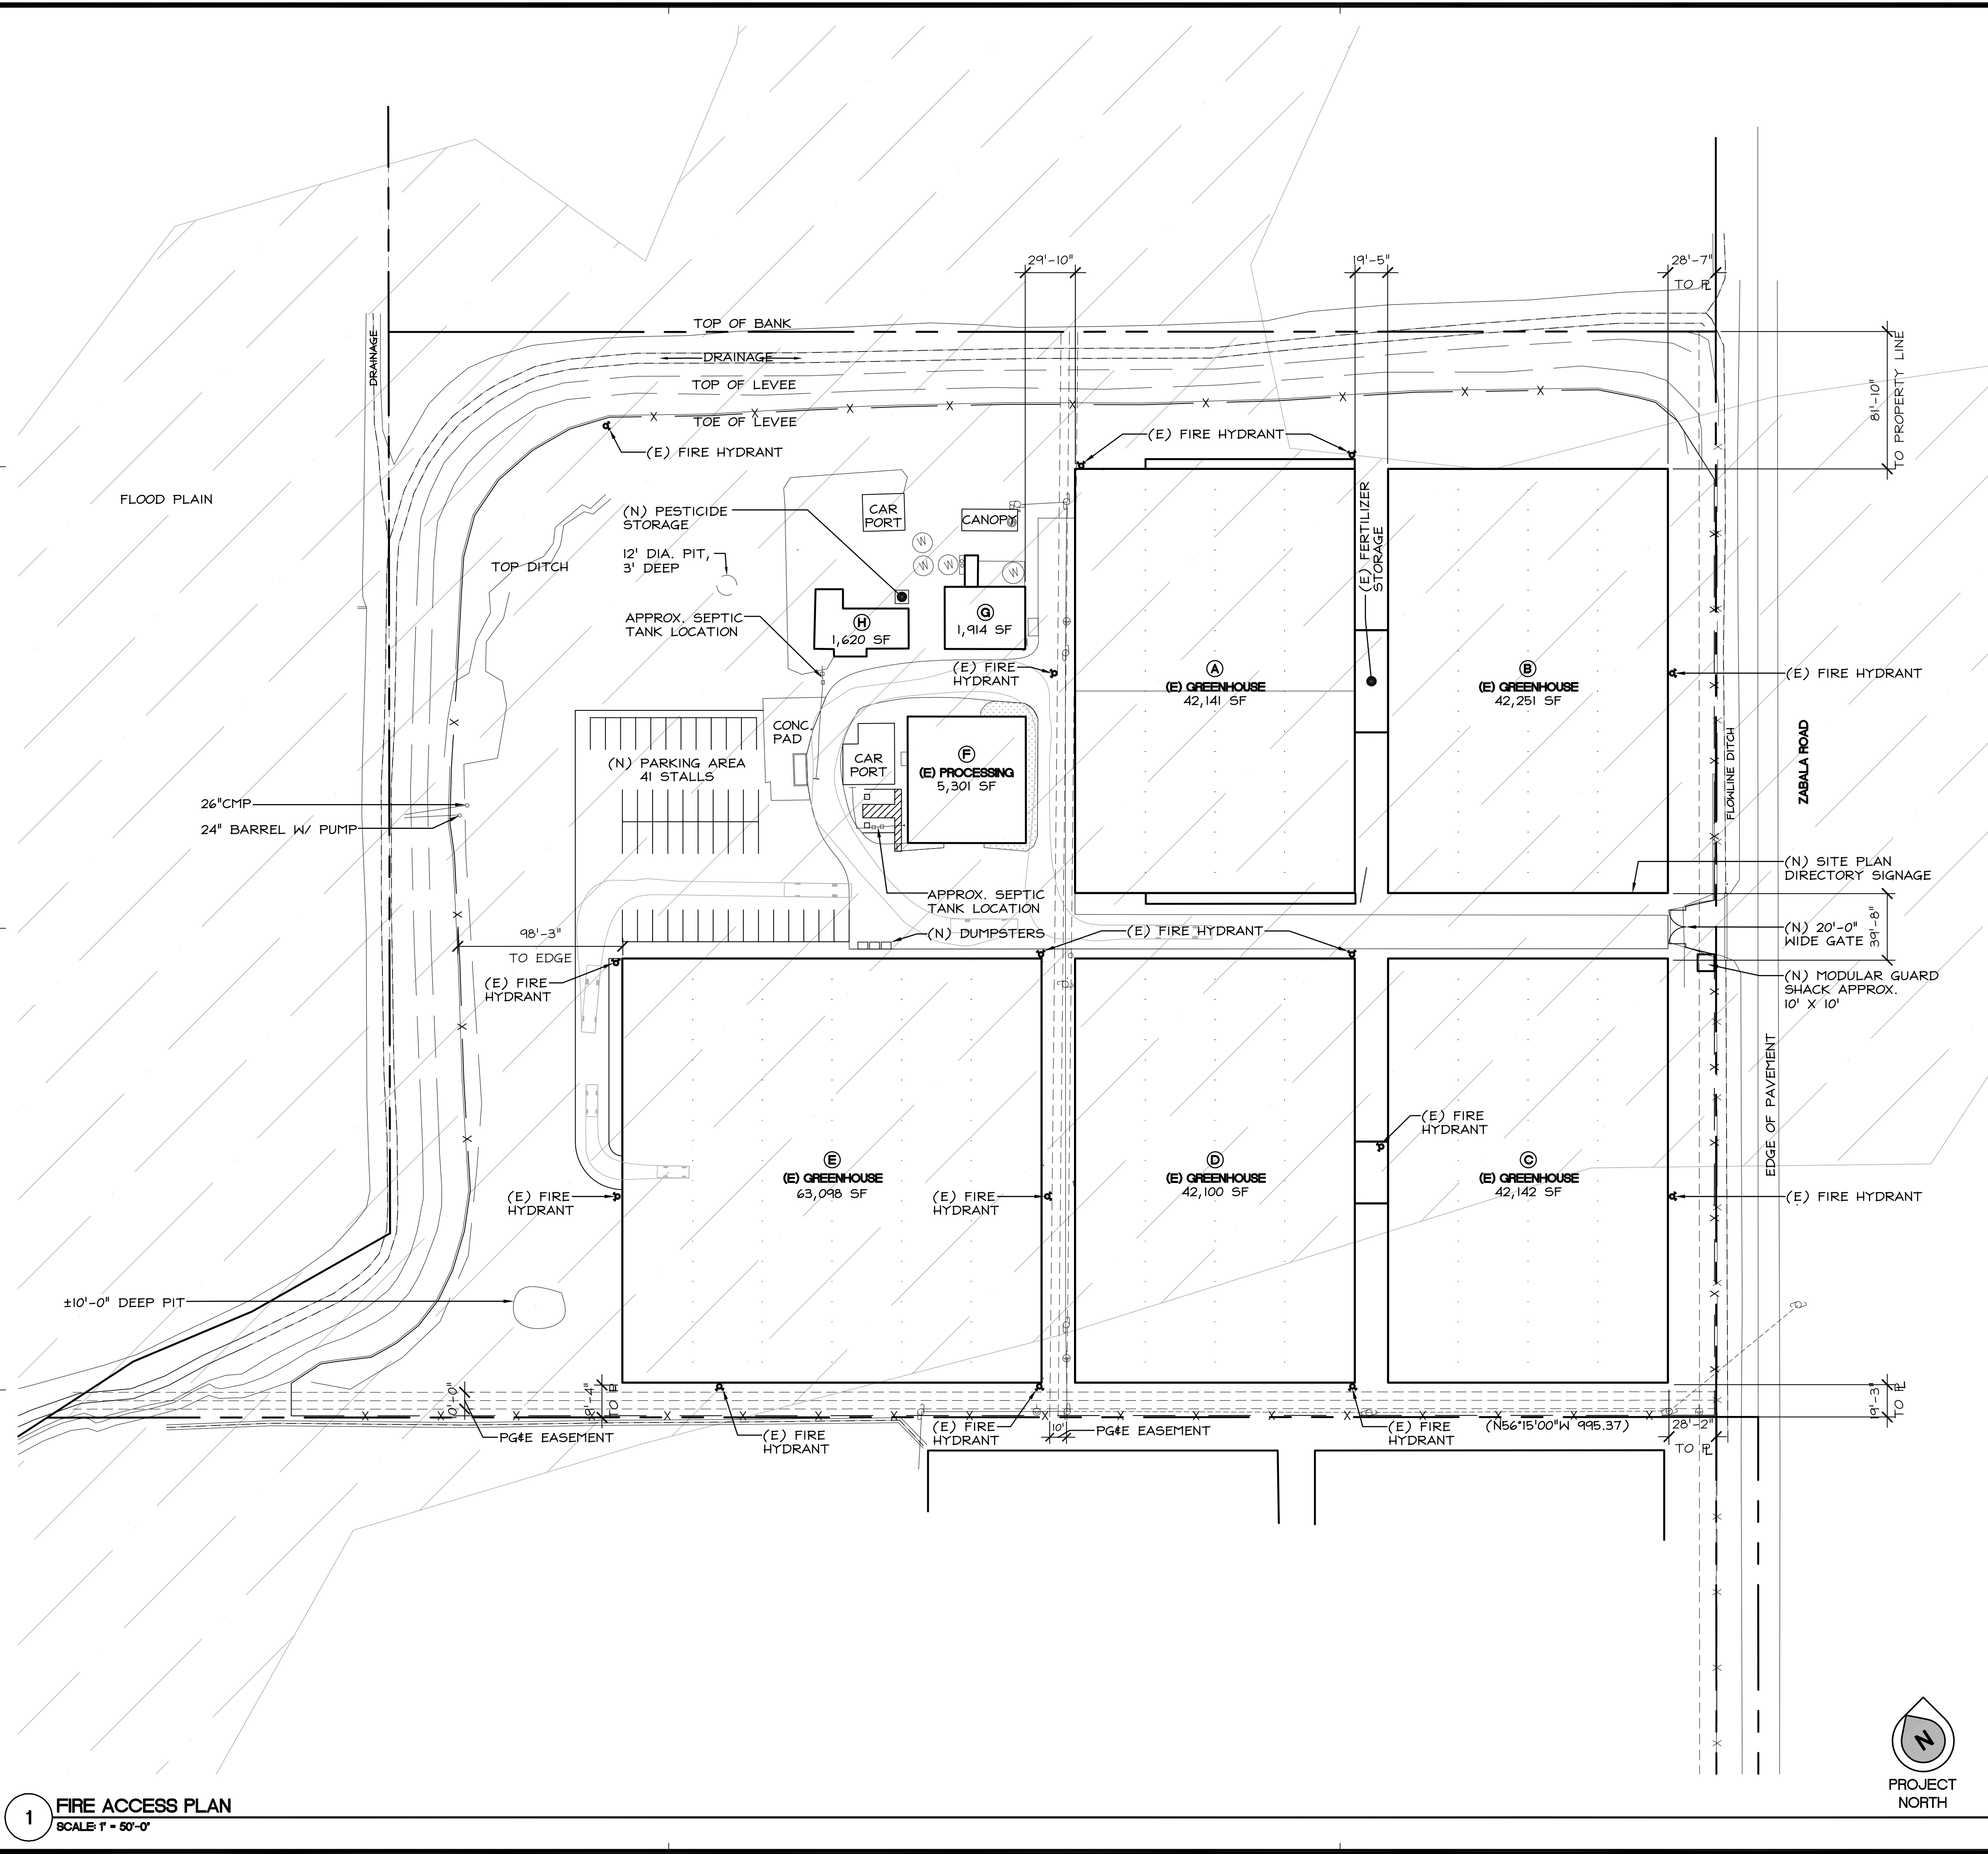 29'-10"
19'-5"
28'-7"
TO PL
TOP OF BANK
DRAINAGE
DRAINAGE
TOP OF LEVEE
TOE OF LEVEE
81'-10"
TO PROPERTY LINE
(E) FIRE HYDRANT
(E) FIRE HYDRANT
FLOOD PLAIN
(N) PESTICIDE
STORAGE
CAR
PORT
CANOPY
(E) FERTILIZER
STORAGE
12' DIA. PIT,
3' DEEP
TOP DITCH
W
W
W
W
APPROX. SEPTIC
TANK LOCATION
H
1,620 SF
G
1,914 SF
(E) FIRE
HYDRANT
A
(E) GREENHOUSE
42,141 SF
B
(E) GREENHOUSE
42,251 SF
(E) FIRE HYDRANT
CONC.
PAD
CAR
PORT
F
(E) PROCESSING
5,301 SF
(N) PARKING AREA
41 STALLS
FLOWLINE DITCH
ZABALA ROAD
26"CMP
24" BARREL W/ PUMP
APPROX. SEPTIC
TANK LOCATION
(N) SITE PLAN
DIRECTORY SIGNAGE
(N) DUMPSTERS
(E) FIRE HYDRANT
(N) 20'-0"
WIDE GATE
39'-8"
98'-3"
TO EDGE
(E) FIRE
HYDRANT
(N) MODULAR GUARD
SHACK APPROX.
10' X 10'
EDGE OF PAVEMENT
(E) FIRE
HYDRANT
E
(E) GREENHOUSE
63,098 SF
D
(E) GREENHOUSE
42,100 SF
C
(E) GREENHOUSE
42,142 SF
(E) FIRE
HYDRANT
(E) FIRE
HYDRANT
(E) FIRE HYDRANT
±10'-0" DEEP PIT
10'-0"
TO PL
19'-3"
TO PL
PG&E EASEMENT
(E) FIRE
HYDRANT
(E) FIRE
HYDRANT
10'
PG&E EASEMENT
(E) FIRE
HYDRANT
(N56°15'00"W 995.37)
28'-2"
TO PL
N
PROJECT
NORTH
1
FIRE ACCESS PLAN
SCALE: 1" = 50'-0"